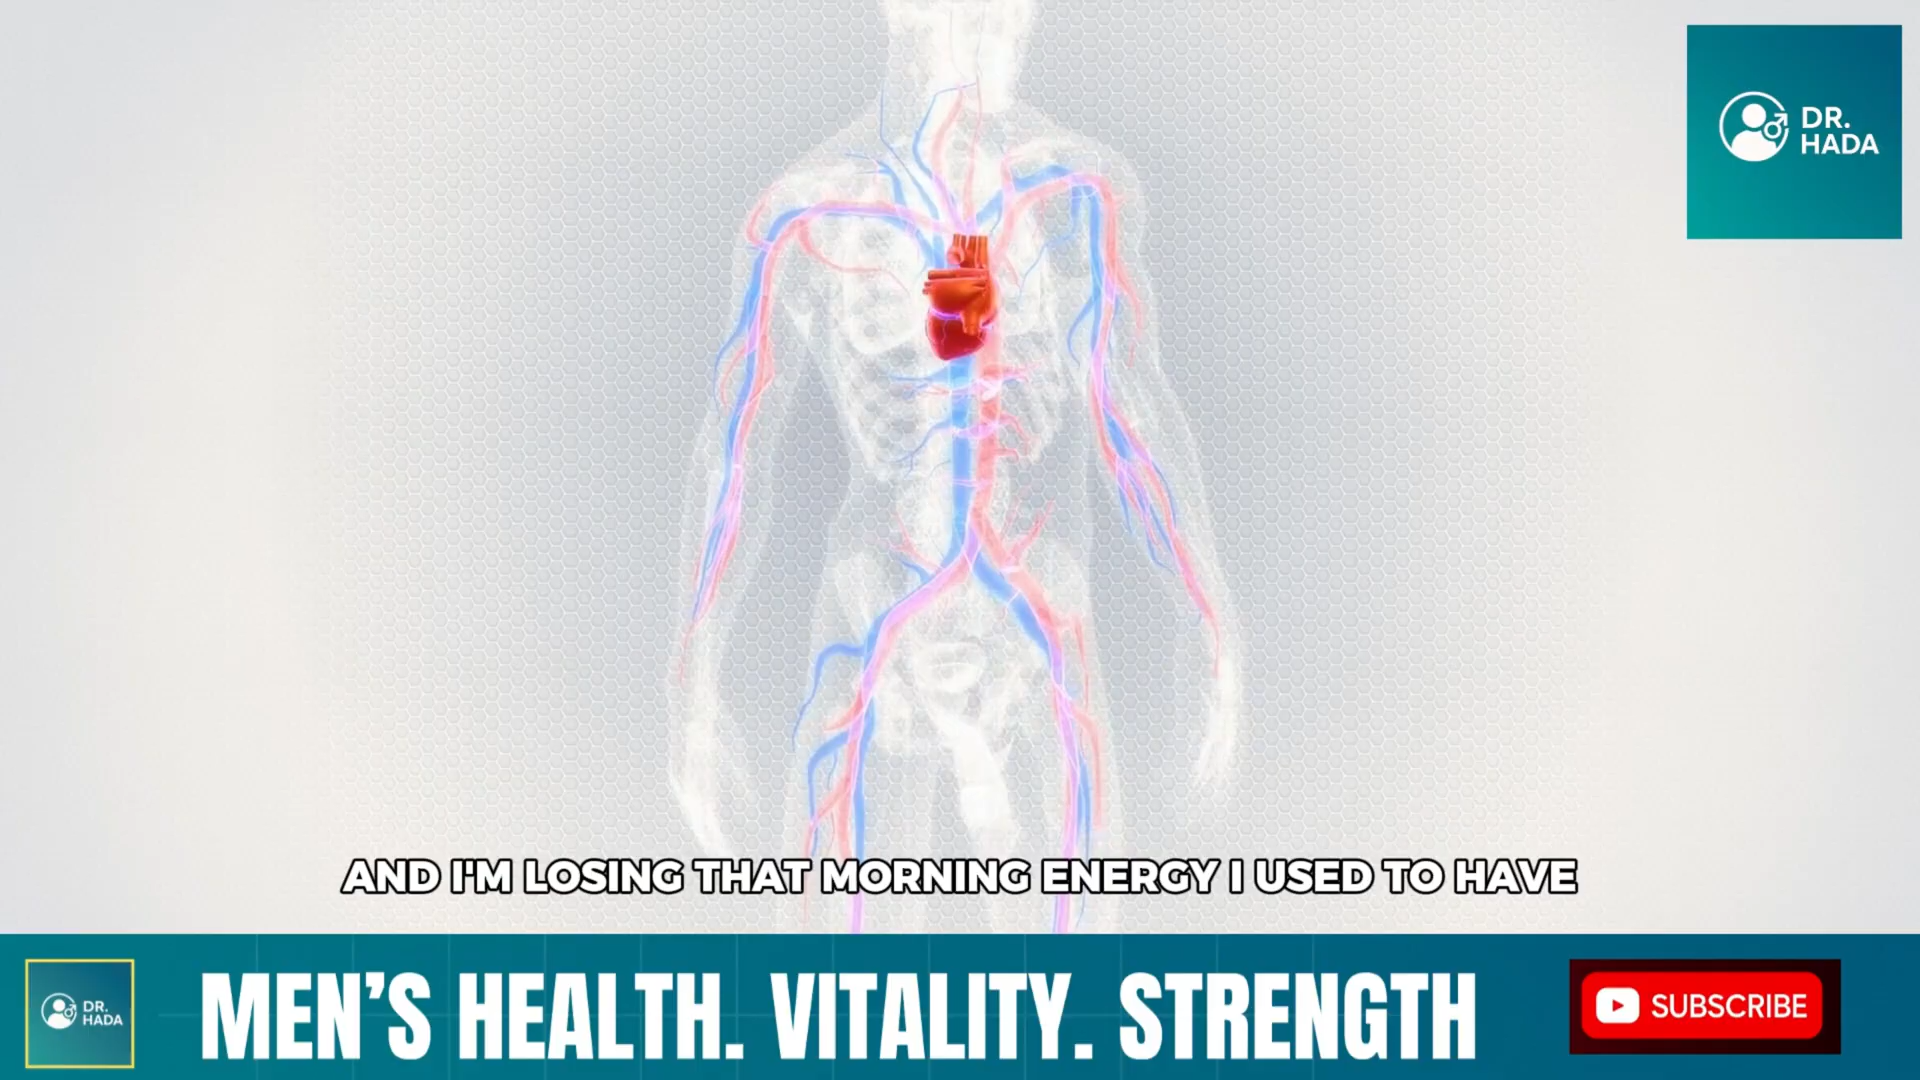 DR.
HADA
AND I'M LOSING THAT MORNING ENERGY I USED TO HAVE
DR.
HADA
MEN'S HEALTH. VITALITY. STRENGTH
SUBSCRIBE